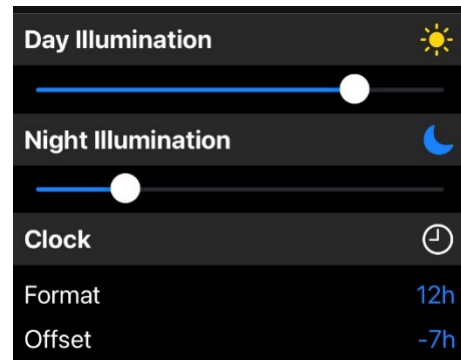 Day Illumination
Night Illumination
Clock
Format 12h
Offset -7h